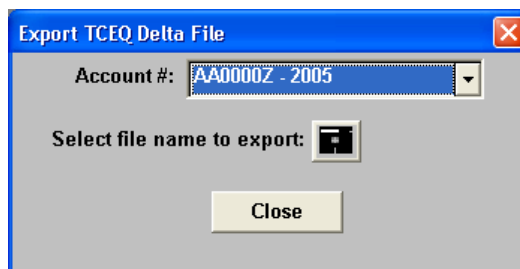 Export TCEQ Delta File
Account #: AA0000Z - 2005
Select file name to export:
Close